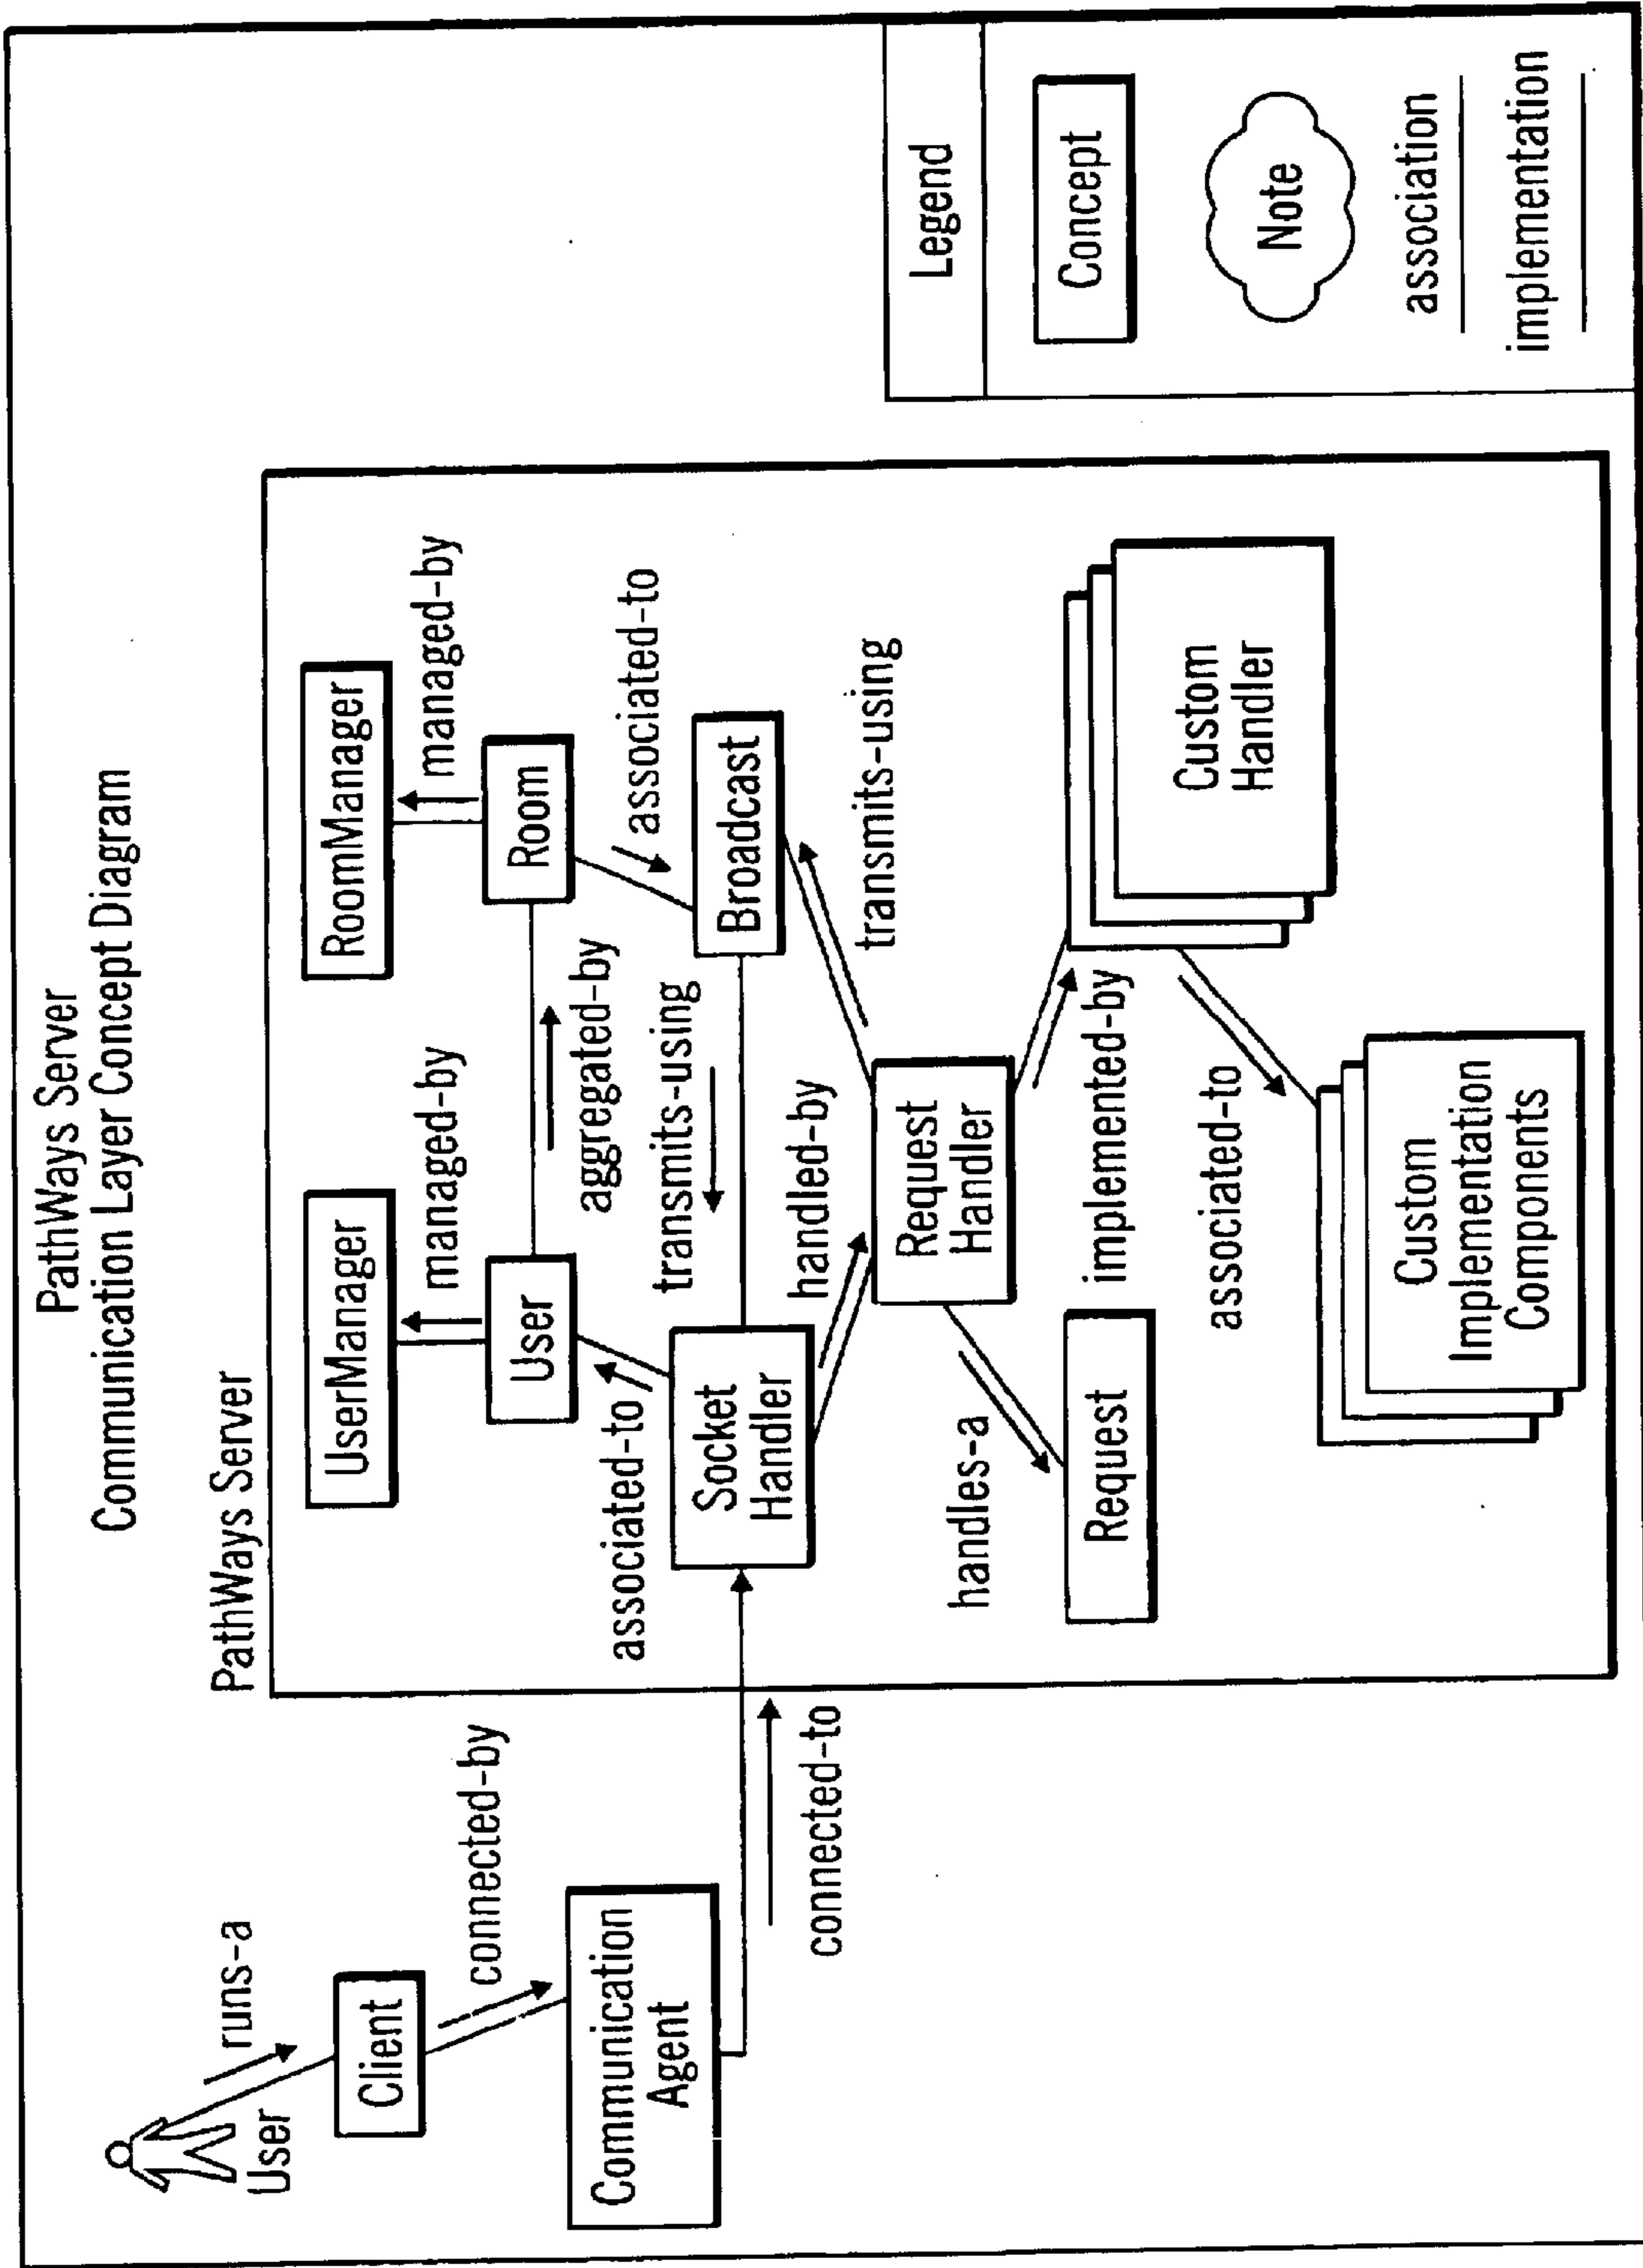 PathWays Server
Communication Layer Concept Diagram
User
runs-a
Client
connected-by
Communication
Agent
connected-to
PathWays Server
UserManager
managed-by
User
associated-to
aggregated-by
RoomManager
managed-by
Room
associated-to
Socket
Handler
transmits-using
Broadcast
handled-by
transmits-using
Request
Handler
handles-a
Request
implemented-by
Custom
Handler
associated-to
Custom
Implementation
Components
Legend
Concept
Note
association
implementation